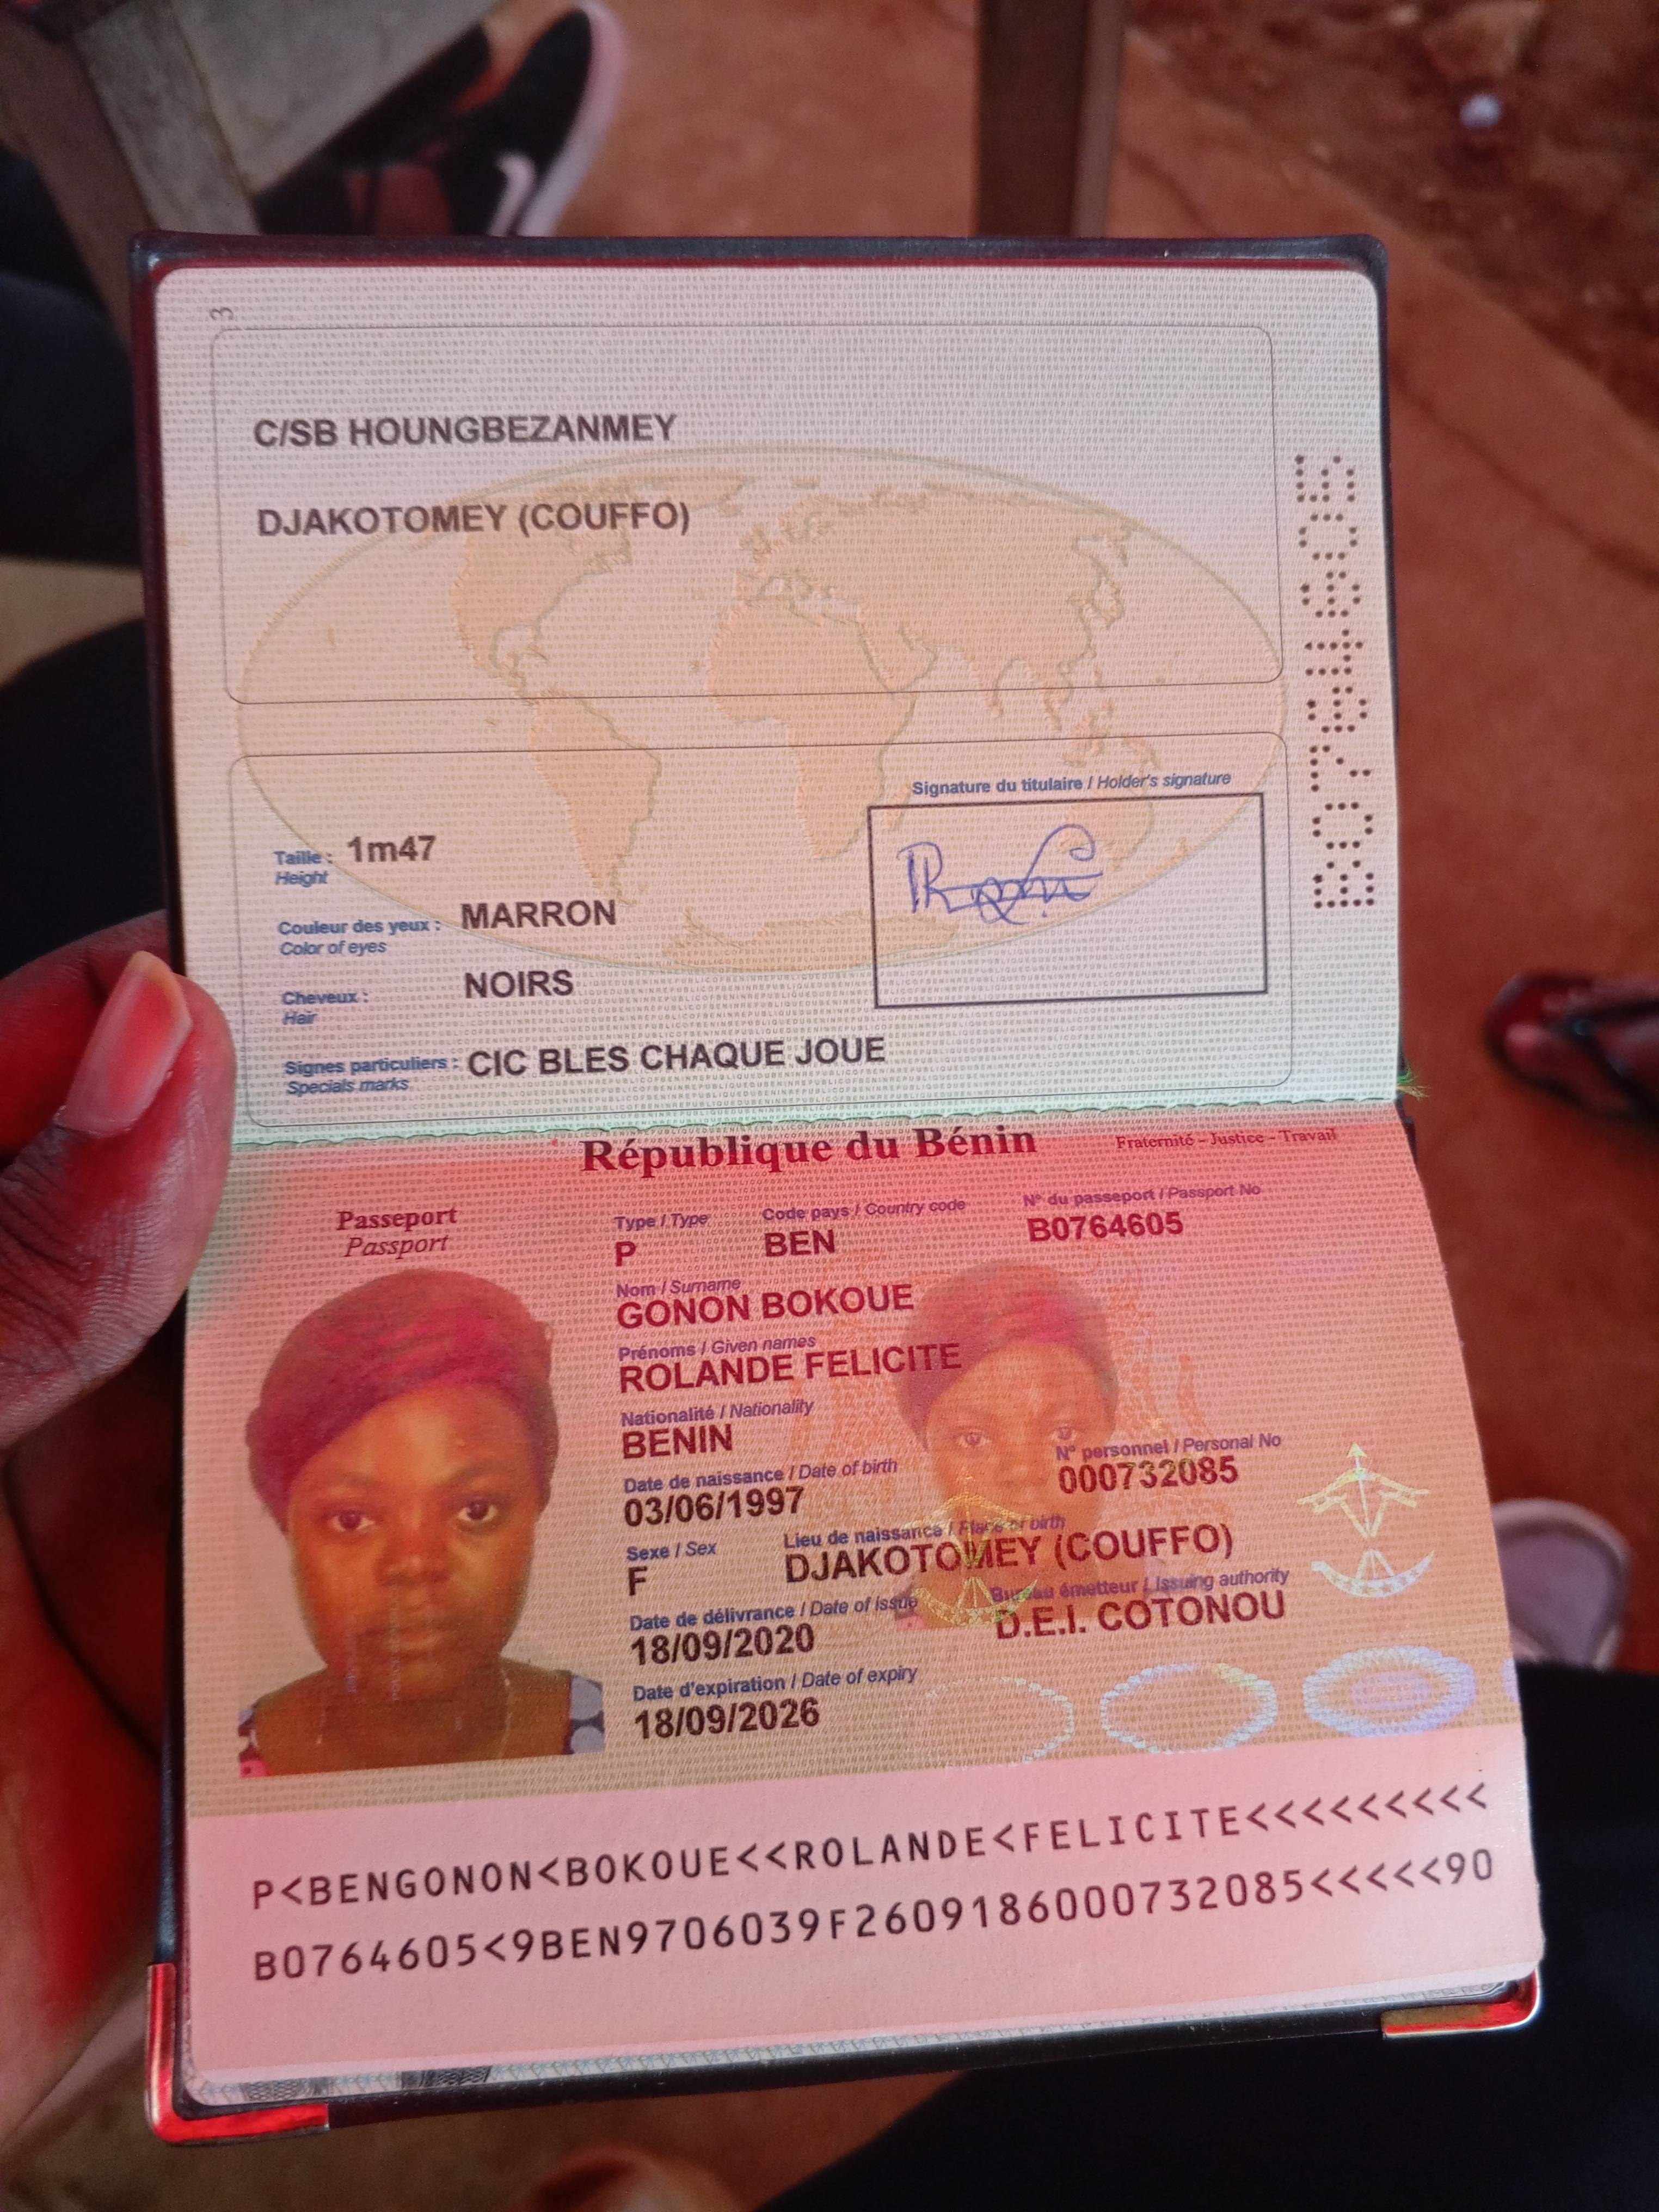 3
C/SB HOUNGBEZANMEY
DJAKOTOMEY (COUFFO)
B0764605
Signature du titulaire / Holder's signature
Taille : 1m47
Height
Couleur des yeux : MARRON
Color of eyes
Cheveux : NOIRS
Hair
Signes particuliers : CIC BLES CHAQUE JOUE
Specials marks
République du Bénin
Fraternité - Justice - Travail
Passeport
Passport
Type / Type
Code pays / Country code
N° du passeport / Passport No
P
BEN
B0764605
Nom / Surname
GONON BOKOUE
Prénoms / Given names
ROLANDE FELICITE
Nationalité / Nationality
BENIN
Date de naissance / Date of birth
N° personnel / Personal No
03/06/1997
000732085
Sexe / Sex
Lieu de naissance / Place of birth
F
DJAKOTOMEY (COUFFO)
Date de délivrance / Date of issue
Bureau émetteur / Issuing authority
18/09/2020
D.E.I. COTONOU
Date d'expiration / Date of expiry
18/09/2026
P<BENGONON<BOKOUE<<ROLANDE<FELICITE<<<<<<<<<
B0764605<9BEN9706039F2609186000732085<<<<<90